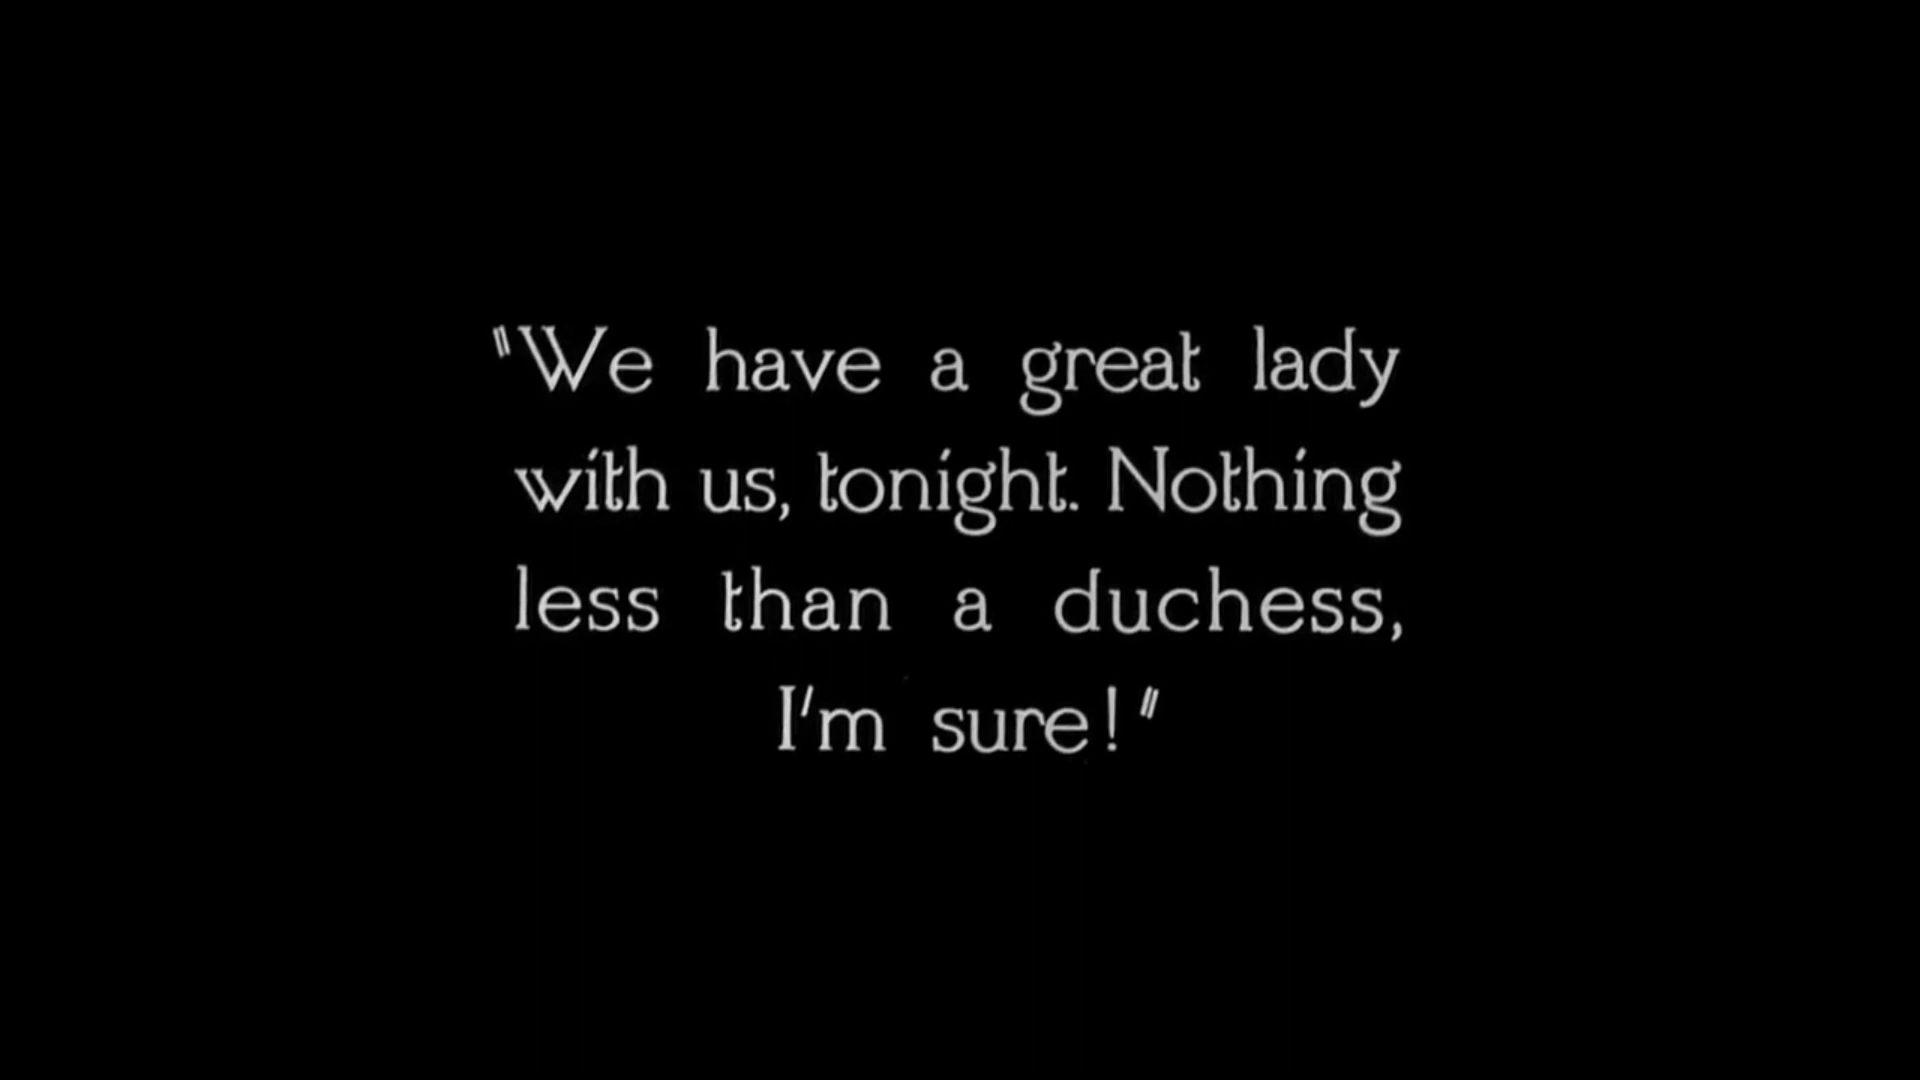 "We have a great lady
with us, tonight. Nothing
less than a duchess,
I'm sure!"